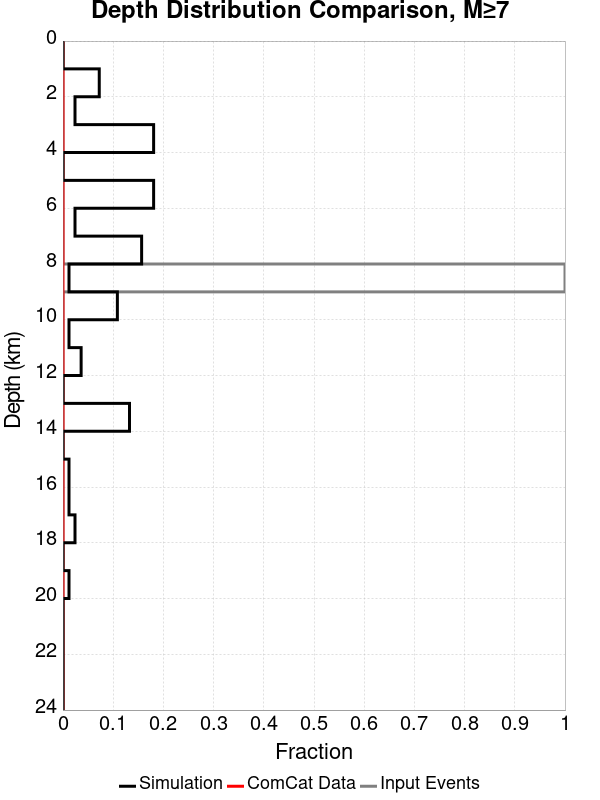 Depth Distribution Comparison, M≥7
0
2
4
6
8
10
12
14
16
18
20
22
24
Depth (km)
0 0.1 0.2 0.3 0.4 0.5 0.6 0.7 0.8 0.9 1
Fraction
Simulation ComCat Data Input Events